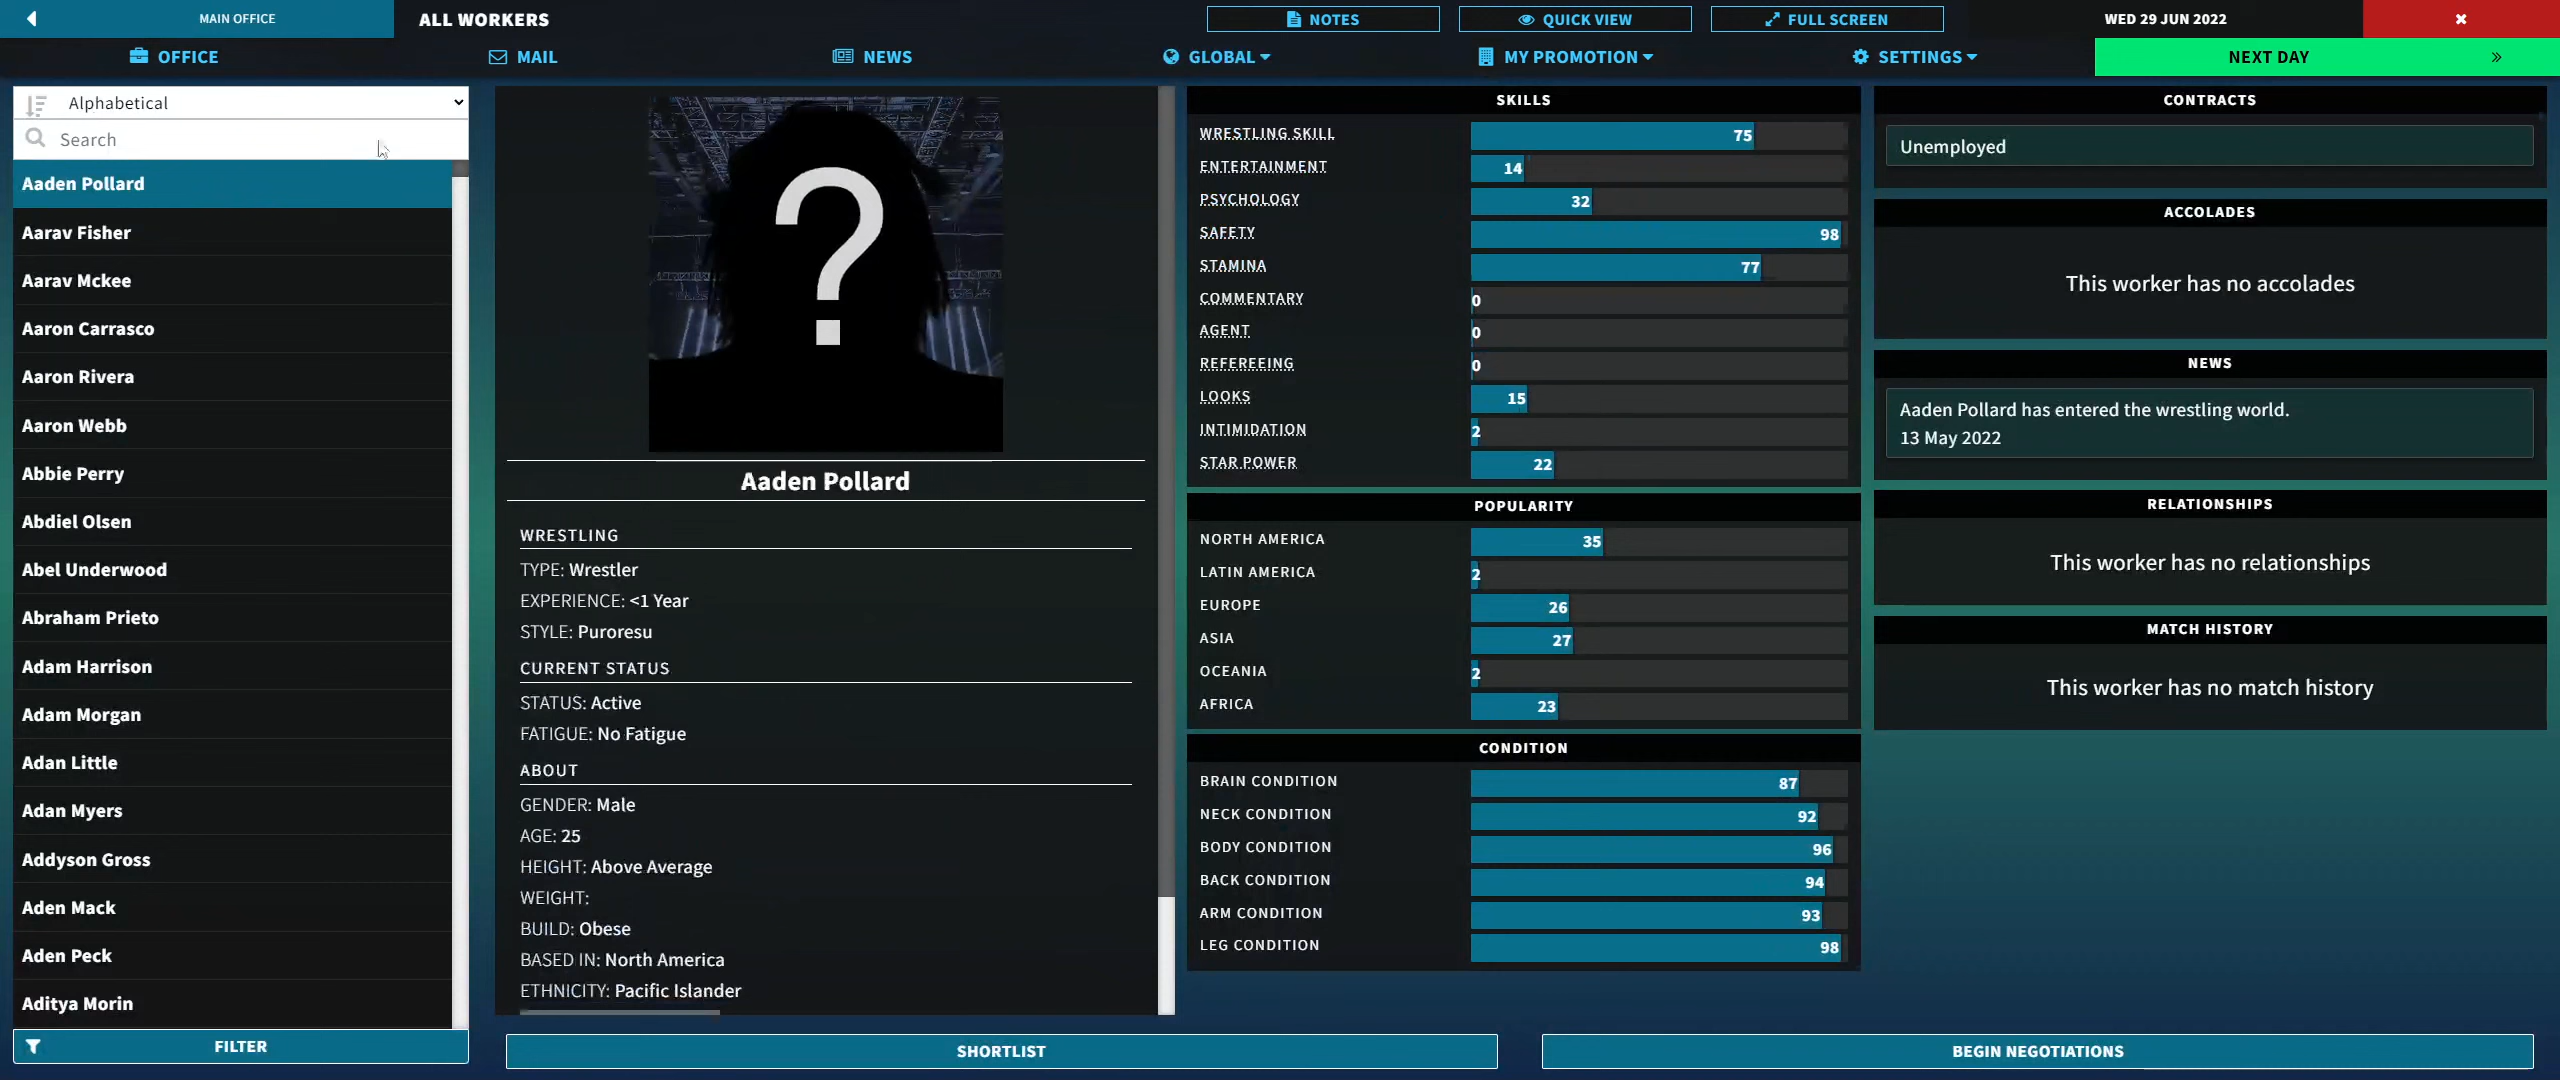 MAIN OFFICE
ALL WORKERS
NOTES
QUICK VIEW
FULL SCREEN
WED 29 JUN 2022
OFFICE
MAIL
NEWS
GLOBAL
MY PROMOTION
SETTINGS
NEXT DAY
Alphabetical
Search
Aaden Pollard
Aarav Fisher
Aarav Mckee
Aaron Carrasco
Aaron Rivera
Aaron Webb
Abbie Perry
Abdiel Olsen
Abel Underwood
Abraham Prieto
Adam Harrison
Adam Morgan
Adan Little
Adan Myers
Addyson Gross
Aden Mack
Aden Peck
Aditya Morin
FILTER
?
Aaden Pollard
WRESTLING
TYPE: Wrestler
EXPERIENCE: <1 Year
STYLE: Puroresu
CURRENT STATUS
STATUS: Active
FATIGUE: No Fatigue
ABOUT
GENDER: Male
AGE: 25
HEIGHT: Above Average
WEIGHT:
BUILD: Obese
BASED IN: North America
ETHNICITY: Pacific Islander
SHORTLIST
SKILLS
WRESTLING SKILL 75
ENTERTAINMENT 14
PSYCHOLOGY 32
SAFETY 98
STAMINA 77
COMMENTARY 0
AGENT 0
REFEREEING 0
LOOKS 15
INTIMIDATION 2
STAR POWER 22
POPULARITY
NORTH AMERICA 35
LATIN AMERICA 2
EUROPE 26
ASIA 27
OCEANIA 2
AFRICA 23
CONDITION
BRAIN CONDITION 87
NECK CONDITION 92
BODY CONDITION 96
BACK CONDITION 94
ARM CONDITION 93
LEG CONDITION 98
CONTRACTS
Unemployed
ACCOLADES
This worker has no accolades
NEWS
Aaden Pollard has entered the wrestling world.
13 May 2022
RELATIONSHIPS
This worker has no relationships
MATCH HISTORY
This worker has no match history
BEGIN NEGOTIATIONS